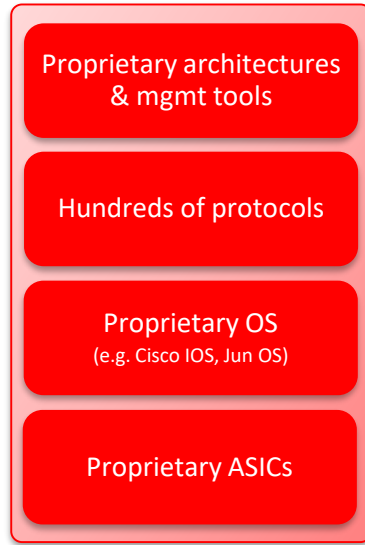 Proprietary architectures
& mgmt tools
Hundreds of protocols
Proprietary OS
(e.g. Cisco IOS, Jun OS)
Proprietary ASICs